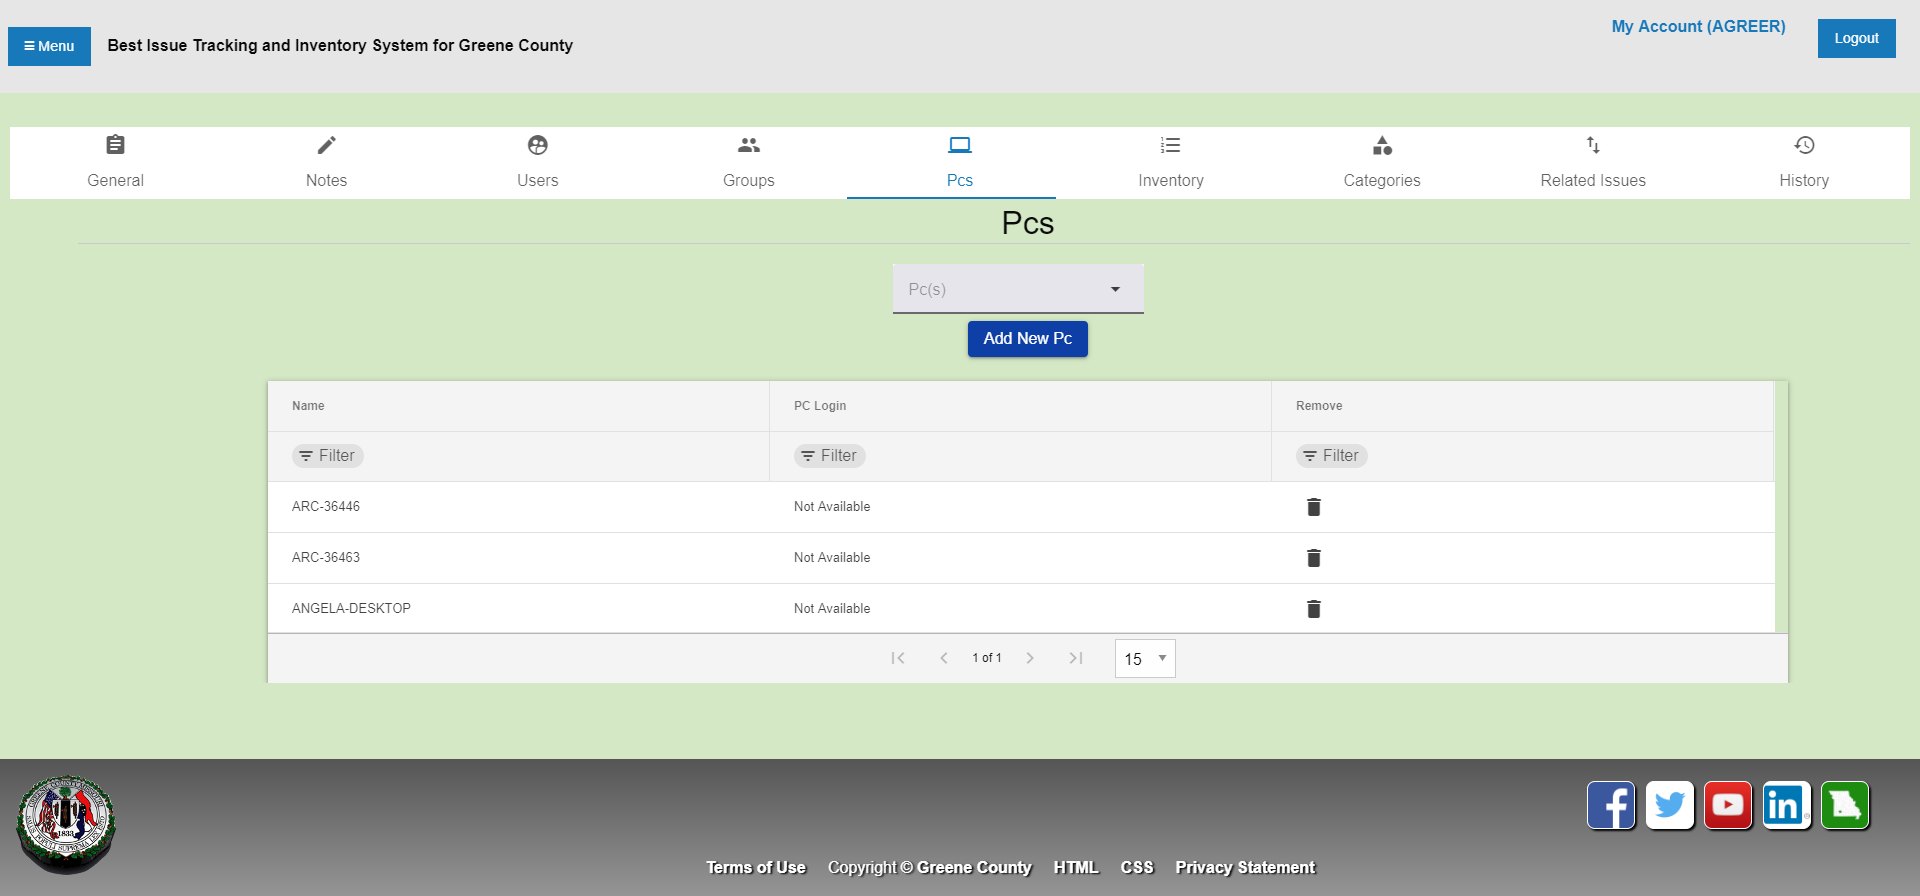 Menu
Best Issue Tracking and Inventory System for Greene County
My Account (AGREER)
Logout
General
Notes
Users
Groups
Pcs
Inventory
Categories
Related Issues
History
Pcs
Pc(s)
Add New Pc
Name PC Login Remove
Filter Filter Filter
ARC-36446 Not Available
ARC-36463 Not Available
ANGELA-DESKTOP Not Available
1 of 1
15
1833
in
Terms of Use Copyright © Greene County HTML CSS Privacy Statement